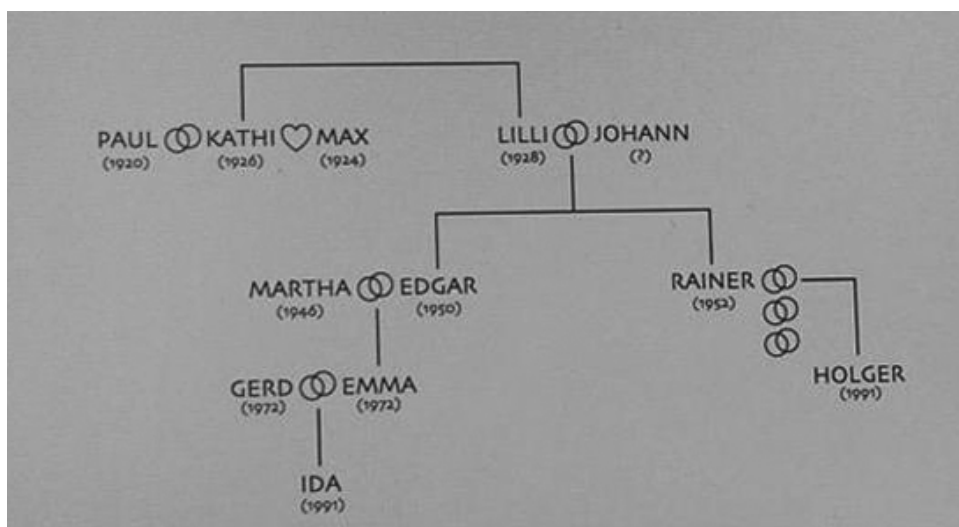 PAUL KATHI MAX LILLI JOHANN
(1920) (1926) (1924) (1928) (?)
MARTHA EDGAR RAINER
(1946) (1950) (1952)
GERD EMMA HOLGER
(1972) (1972) (1991)
IDA
(1991)